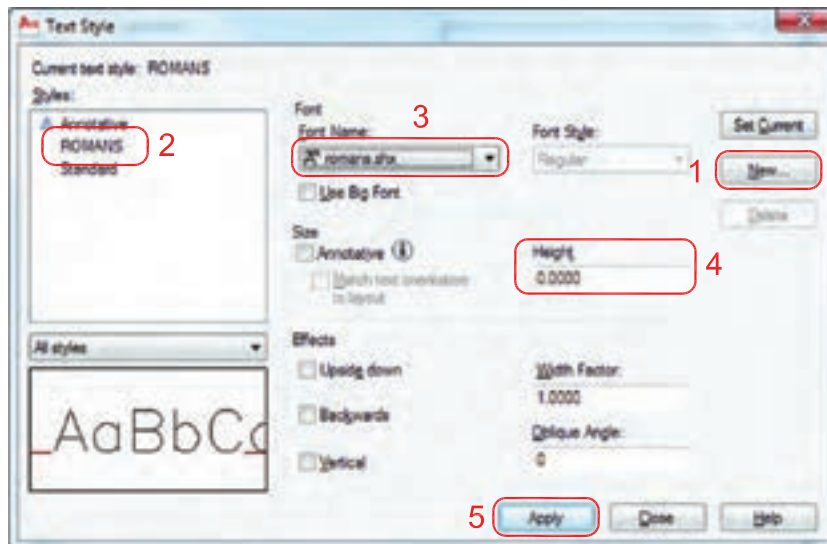 Text Style
Current text style: ROMANS
Styles:
Annotative
ROMANS
Standard
2
All styles
AaBbCc
Font
Font Name:
3
romans.shx
Use Big Font
Font Style:
Regular
Size
Annotative
Match text orientation
to layout
Height
0.0000
4
Effects
Upside down
Backwards
Vertical
Width Factor:
1.0000
Oblique Angle:
0
Set Current
1
New...
Delete
5
Apply
Close
Help